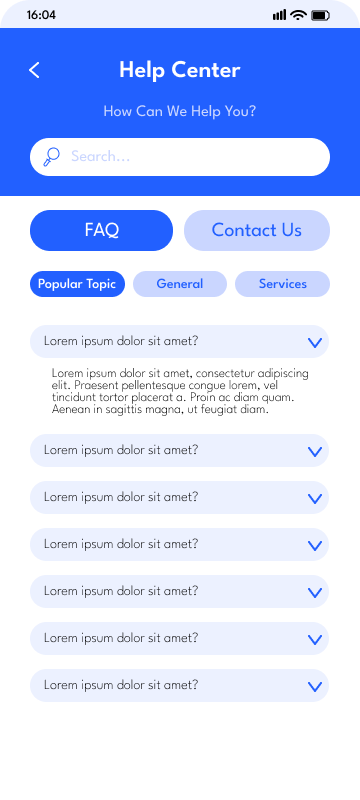 16:04
Help Center
How Can We Help You?
Search...
FAQ
Contact Us
Popular Topic
General
Services
Lorem ipsum dolor sit amet?
Lorem ipsum dolor sit amet, consectetur adipiscing
elit. Praesent pellentesque congue lorem, vel
tincidunt tortor placerat a. Proin ac diam quam.
Aenean in sagittis magna, ut feugiat diam.
Lorem ipsum dolor sit amet?
Lorem ipsum dolor sit amet?
Lorem ipsum dolor sit amet?
Lorem ipsum dolor sit amet?
Lorem ipsum dolor sit amet?
Lorem ipsum dolor sit amet?